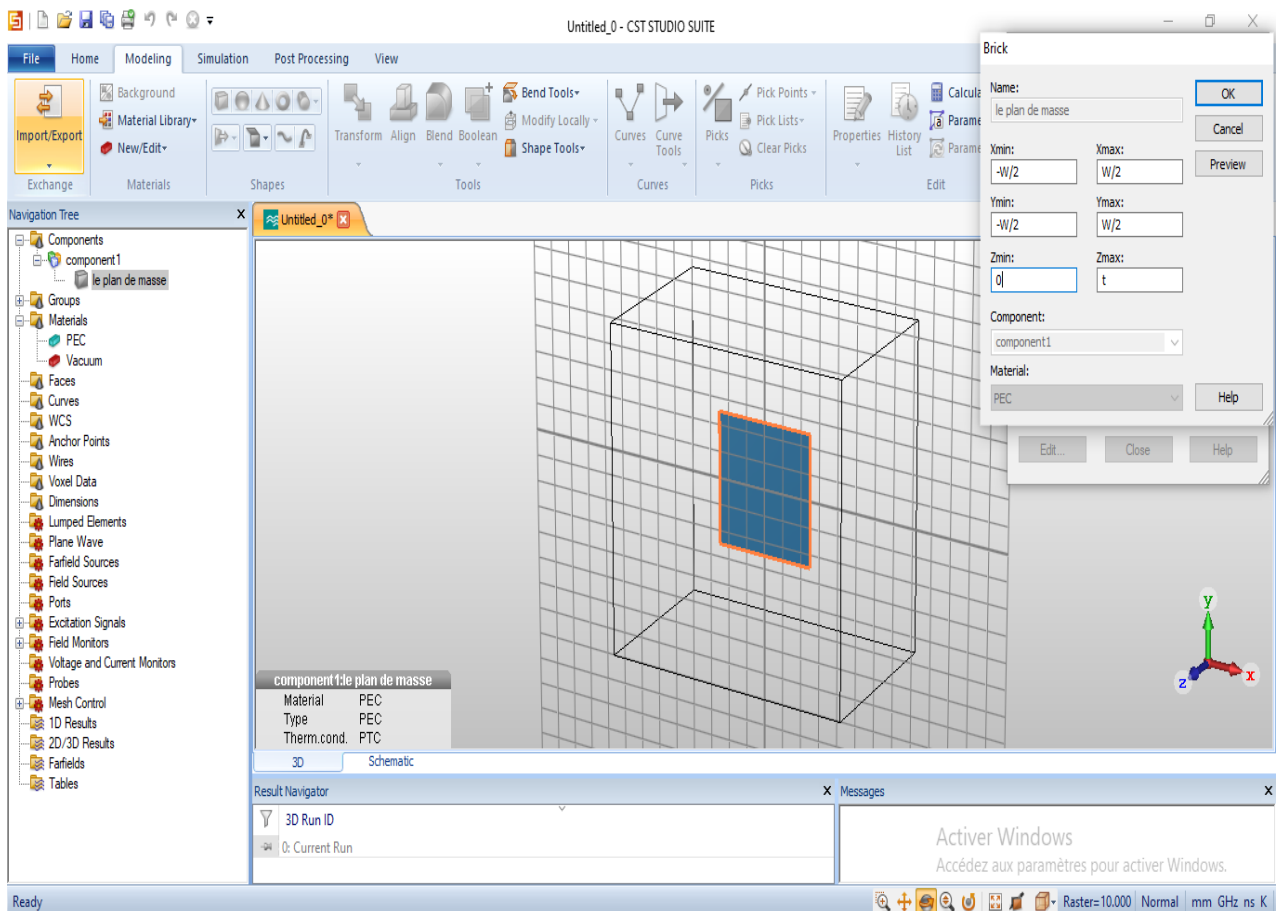 Untitled_0 - CST STUDIO SUITE
File Home Modeling Simulation Post Processing View
Import/Export
Exchange
Background
Material Library
New/Edit
Materials
Shapes
Transform Align Blend Boolean
Bend Tools
Modify Locally
Shape Tools
Tools
Curves Curve Tools
Curves
Picks
Pick Points
Pick Lists
Clear Picks
Picks
Properties History List
Calcula
Parame
Parame
Edit
Navigation Tree
Components
component1
le plan de masse
Groups
Materials
PEC
Vacuum
Faces
Curves
WCS
Anchor Points
Wires
Voxel Data
Dimensions
Lumped Elements
Plane Wave
Farfield Sources
Field Sources
Ports
Excitation Signals
Field Monitors
Voltage and Current Monitors
Probes
Mesh Control
1D Results
2D/3D Results
Farfields
Tables
Untitled_0*
component1:le plan de masse
Material PEC
Type PEC
Therm.cond. PTC
y
x
z
3D Schematic
Brick
Name:
le plan de masse
OK
Cancel
Preview
Xmin: Xmax:
-W/2 W/2
Ymin: Ymax:
-W/2 W/2
Zmin: Zmax:
0 t
Component:
component1
Material:
PEC
Help
Edit... Close Help
Result Navigator
3D Run ID
0: Current Run
Messages
Activer Windows
Accédez aux paramètres pour activer Windows.
Ready
Raster=10.000 Normal mm GHz ns K